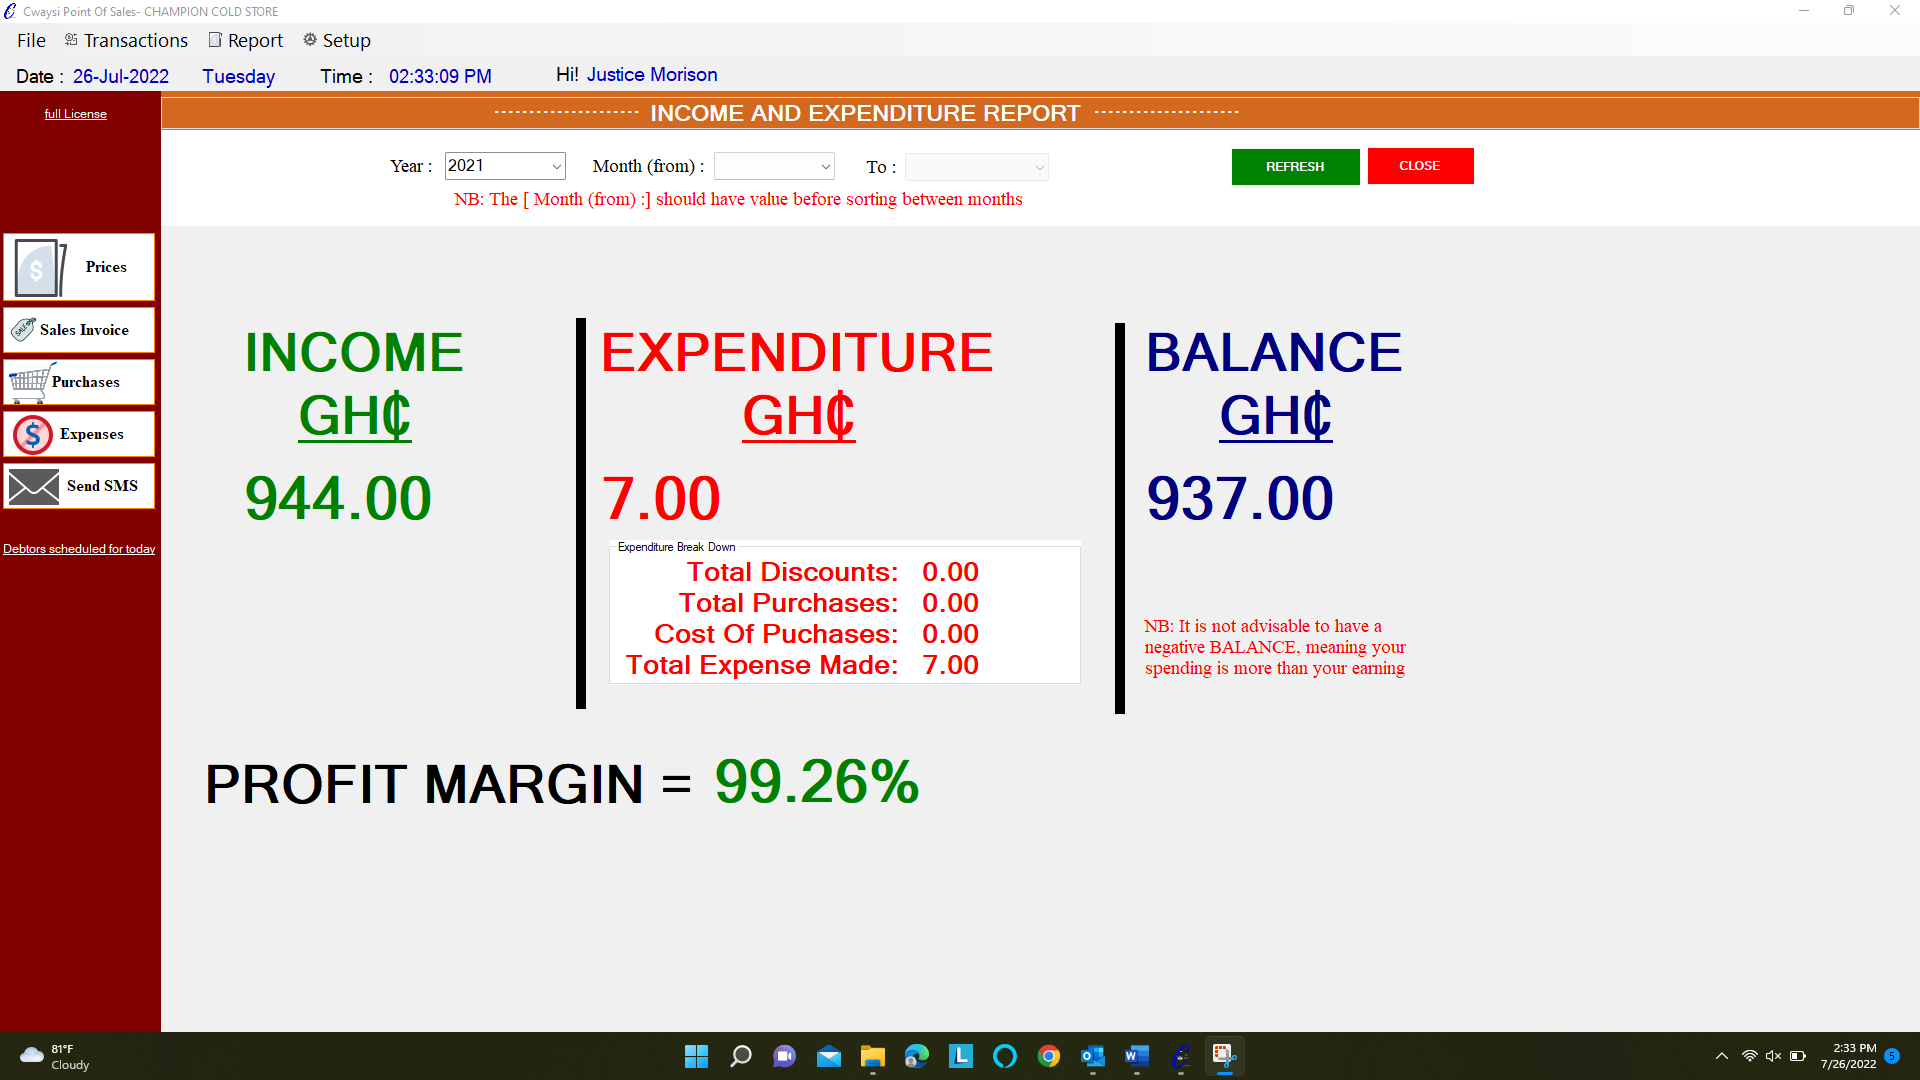 Cwaysi Point Of Sales- CHAMPION COLD STORE
File Transactions Report Setup
Date : 26-Jul-2022 Tuesday Time : 02:33:09 PM Hi! Justice Morison
full License
------------------- INCOME AND EXPENDITURE REPORT -------------------
Year : 2021 Month (from) : To : REFRESH CLOSE
NB: The [ Month (from) :] should have value before sorting between months
Prices
Sales Invoice
Purchases
Expenses
Send SMS
Debtors scheduled for today
INCOME
GH₵
944.00
EXPENDITURE
GH₵
7.00
Expenditure Break Down
Total Discounts: 0.00
Total Purchases: 0.00
Cost Of Puchases: 0.00
Total Expense Made: 7.00
BALANCE
GH₵
937.00
NB: It is not advisable to have a
negative BALANCE, meaning your
spending is more than your earning
PROFIT MARGIN = 99.26%
81°F
Cloudy
2:33 PM
7/26/2022
5